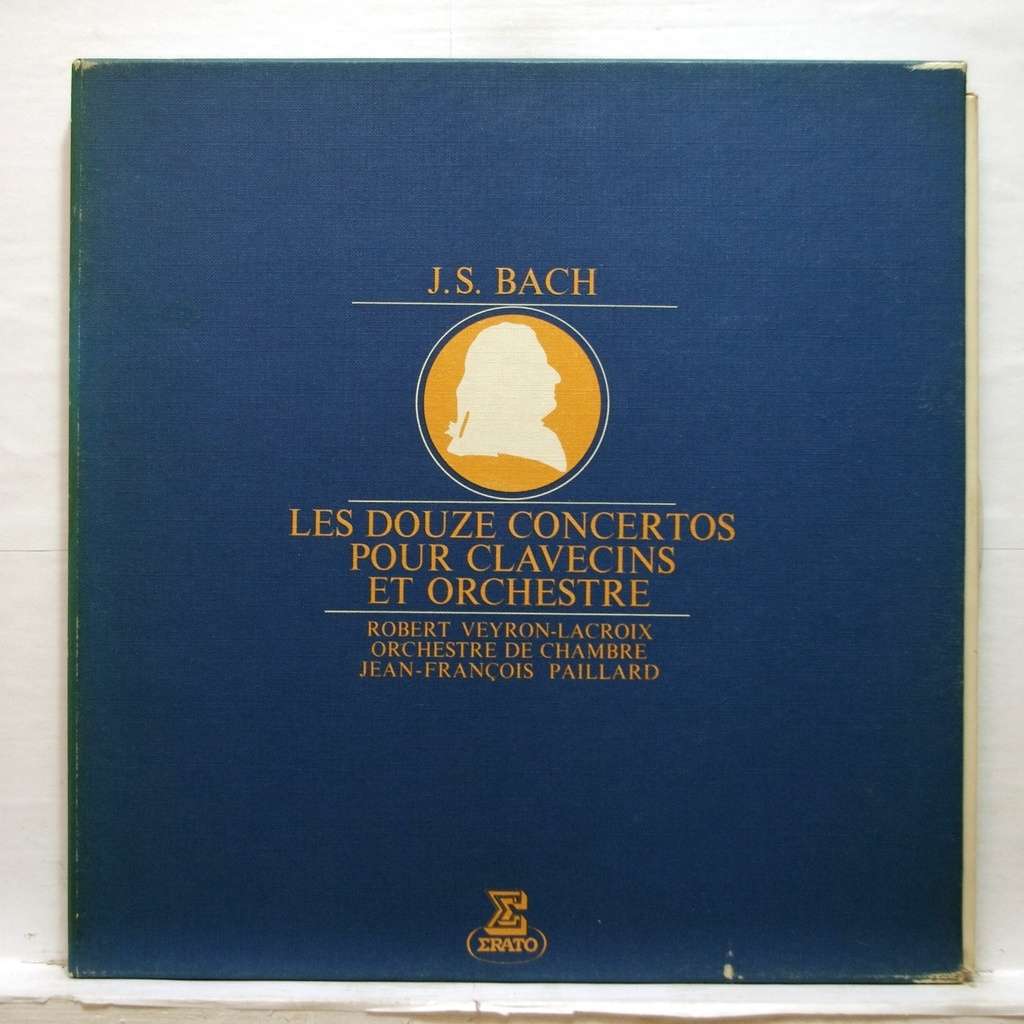 J.S. BACH
LES DOUZE CONCERTOS
POUR CLAVECINS
ET ORCHESTRE
ROBERT VEYRON-LACROIX
ORCHESTRE DE CHAMBRE
JEAN-FRANÇOIS PAILLARD
Σ
ΣRATO